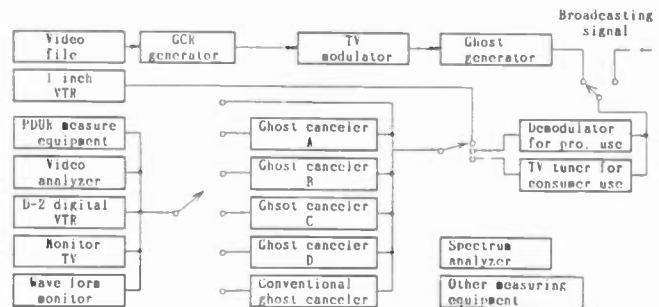 Broadcasting
signal
Video
file
GCR
generator
TV
modulator
Ghost
generator
1 inch
VTR
PDUR measure
equipment
Video
analyzer
D-2 digital
VTR
Monitor
TV
Wave form
monitor
Ghost canceler
A
Ghost canceler
B
Ghsot canceler
C
Ghost canceler
D
Conventional
ghost canceler
Demodulator
for pro. use
TV tuner for
consumer use
Spectrum
analyzer
Other measuring
equipment